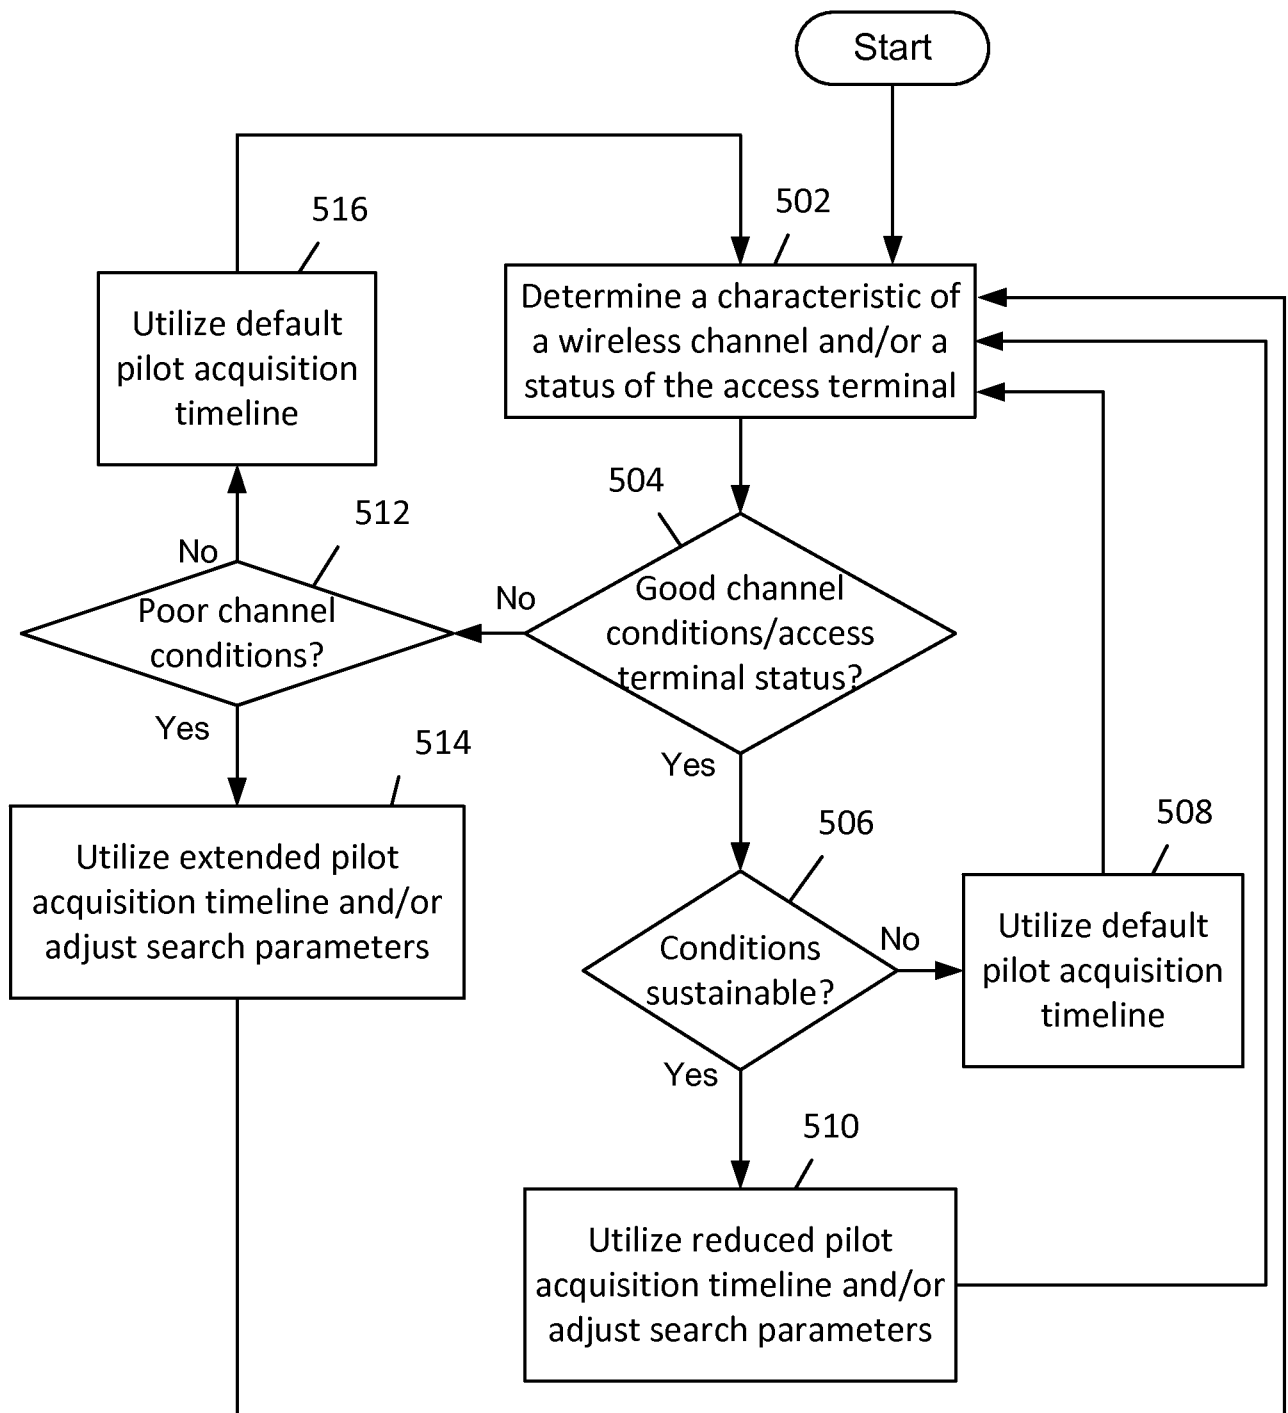 Start
502
516
Determine a characteristic of
a wireless channel and/or a
status of the access terminal
Utilize default
pilot acquisition
timeline
504
512
No
Poor channel
conditions?
No
Good channel
conditions/access
terminal status?
Yes
514
Yes
Utilize extended pilot
acquisition timeline and/or
adjust search parameters
506
508
Conditions
sustainable?
No
Utilize default
pilot acquisition
timeline
Yes
510
Utilize reduced pilot
acquisition timeline and/or
adjust search parameters